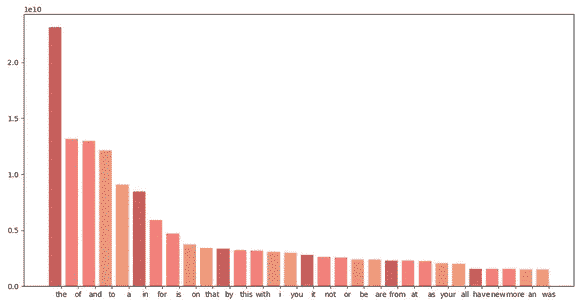 1e10
2.0
1.5
1.0
0.5
0.0
the of and to a in for is on that by this with i you it not or be are from at as your all have new more an was